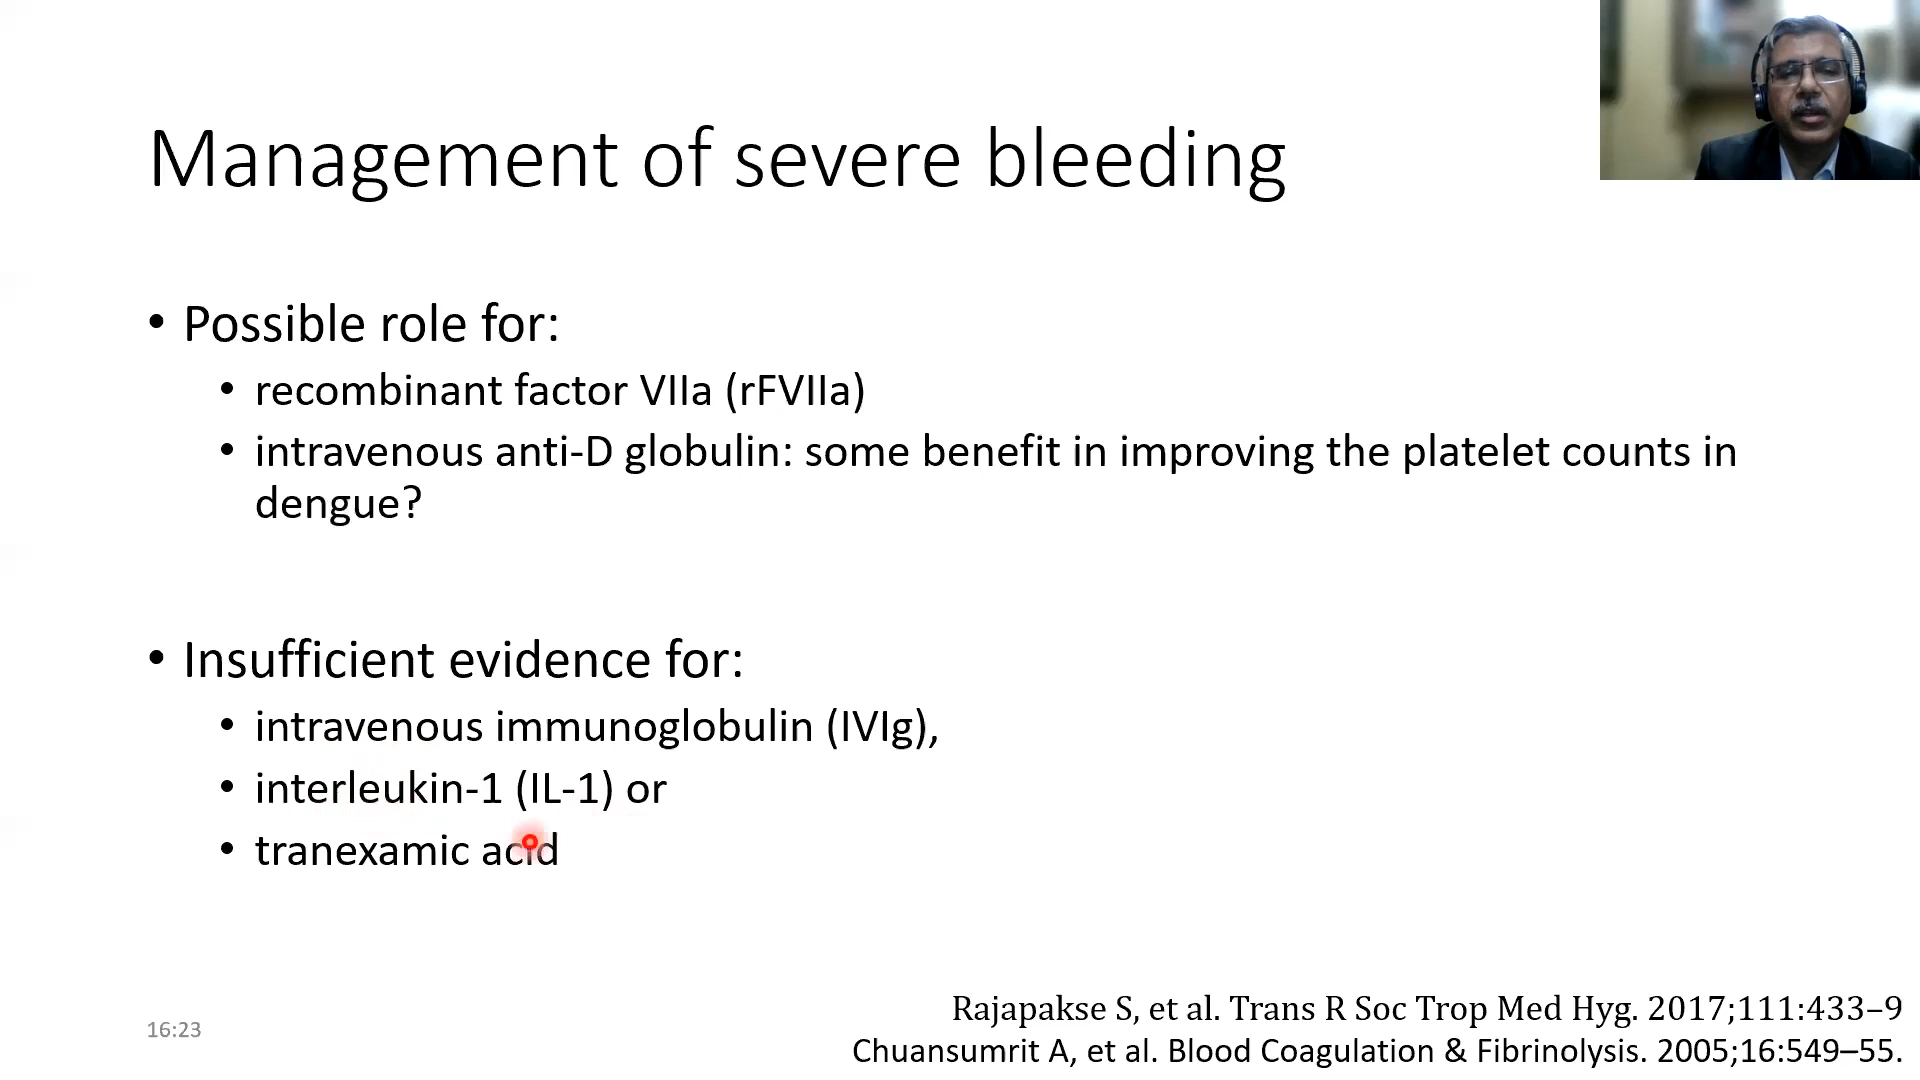 Management of severe bleeding
• Possible role for:
• recombinant factor VIIa (rFVIIa)
• intravenous anti-D globulin: some benefit in improving the platelet counts in
dengue?
• Insufficient evidence for:
• intravenous immunoglobulin (IVIg),
• interleukin-1 (IL-1) or
• tranexamic acid
Rajapakse S, et al. Trans R Soc Trop Med Hyg. 2017;111:433–9
16:23
Chuansumrit A, et al. Blood Coagulation & Fibrinolysis. 2005;16:549–55.